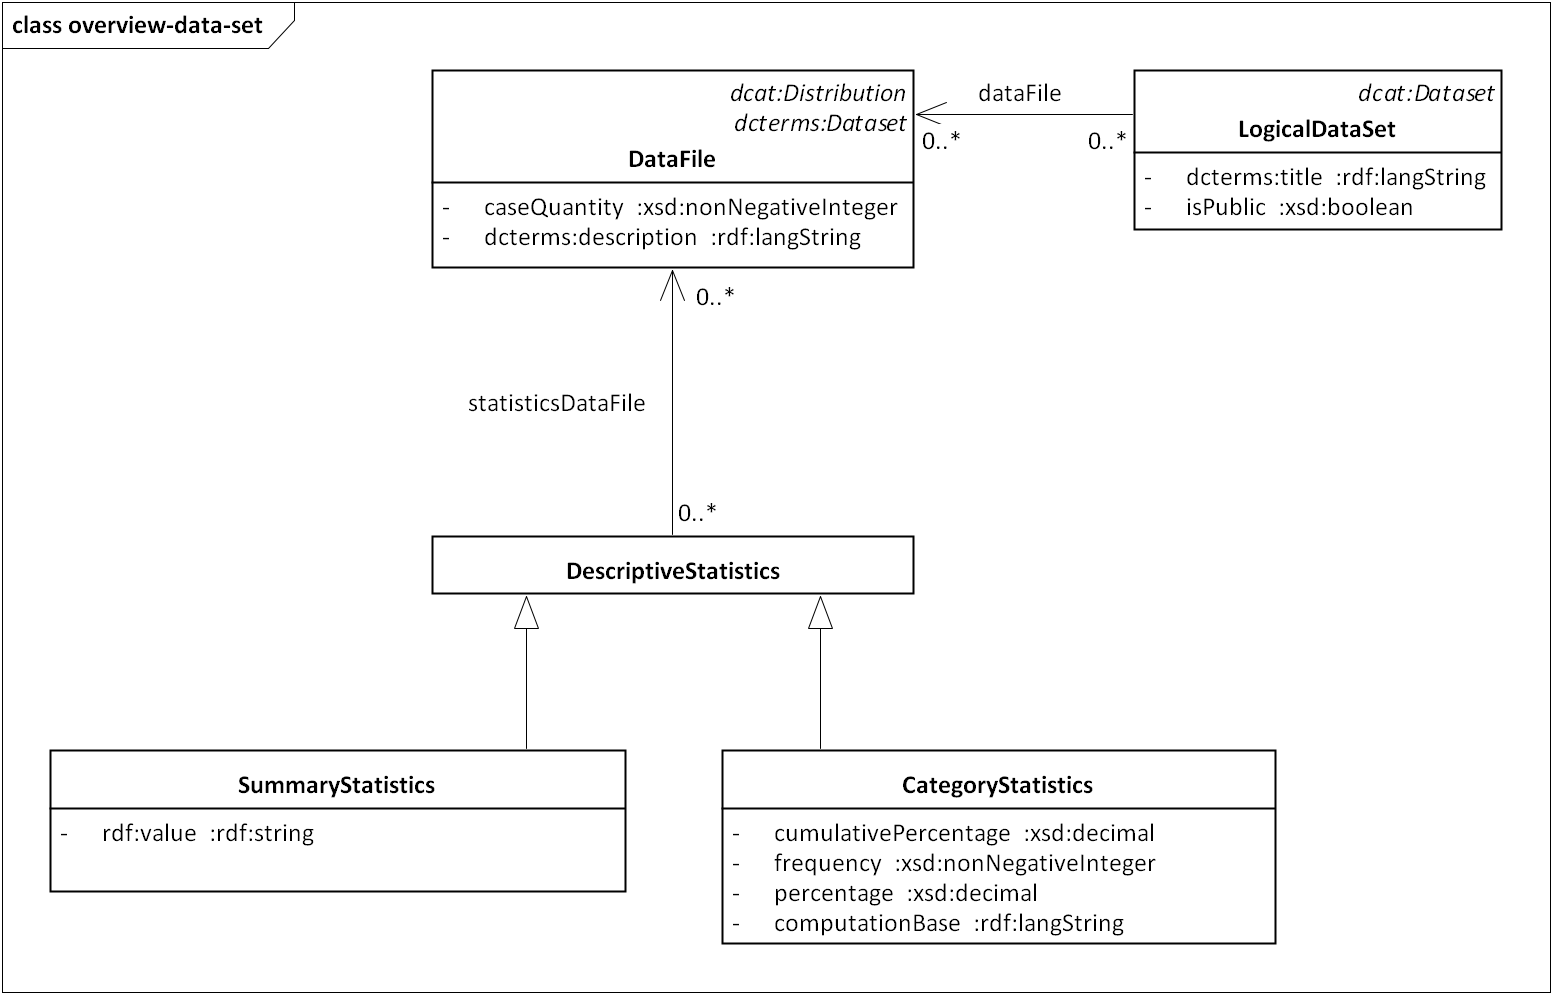 class overview-data-set
dcat:Distribution
dcterms:Dataset
DataFile
- caseQuantity :xsd:nonNegativeInteger
- dcterms:description :rdf:langString
dataFile
0..*
0..*
dcat:Dataset
LogicalDataSet
- dcterms:title :rdf:langString
- isPublic :xsd:boolean
0..*
statisticsDataFile
0..*
DescriptiveStatistics
SummaryStatistics
- rdf:value :rdf:string
CategoryStatistics
- cumulativePercentage :xsd:decimal
- frequency :xsd:nonNegativeInteger
- percentage :xsd:decimal
- computationBase :rdf:langString